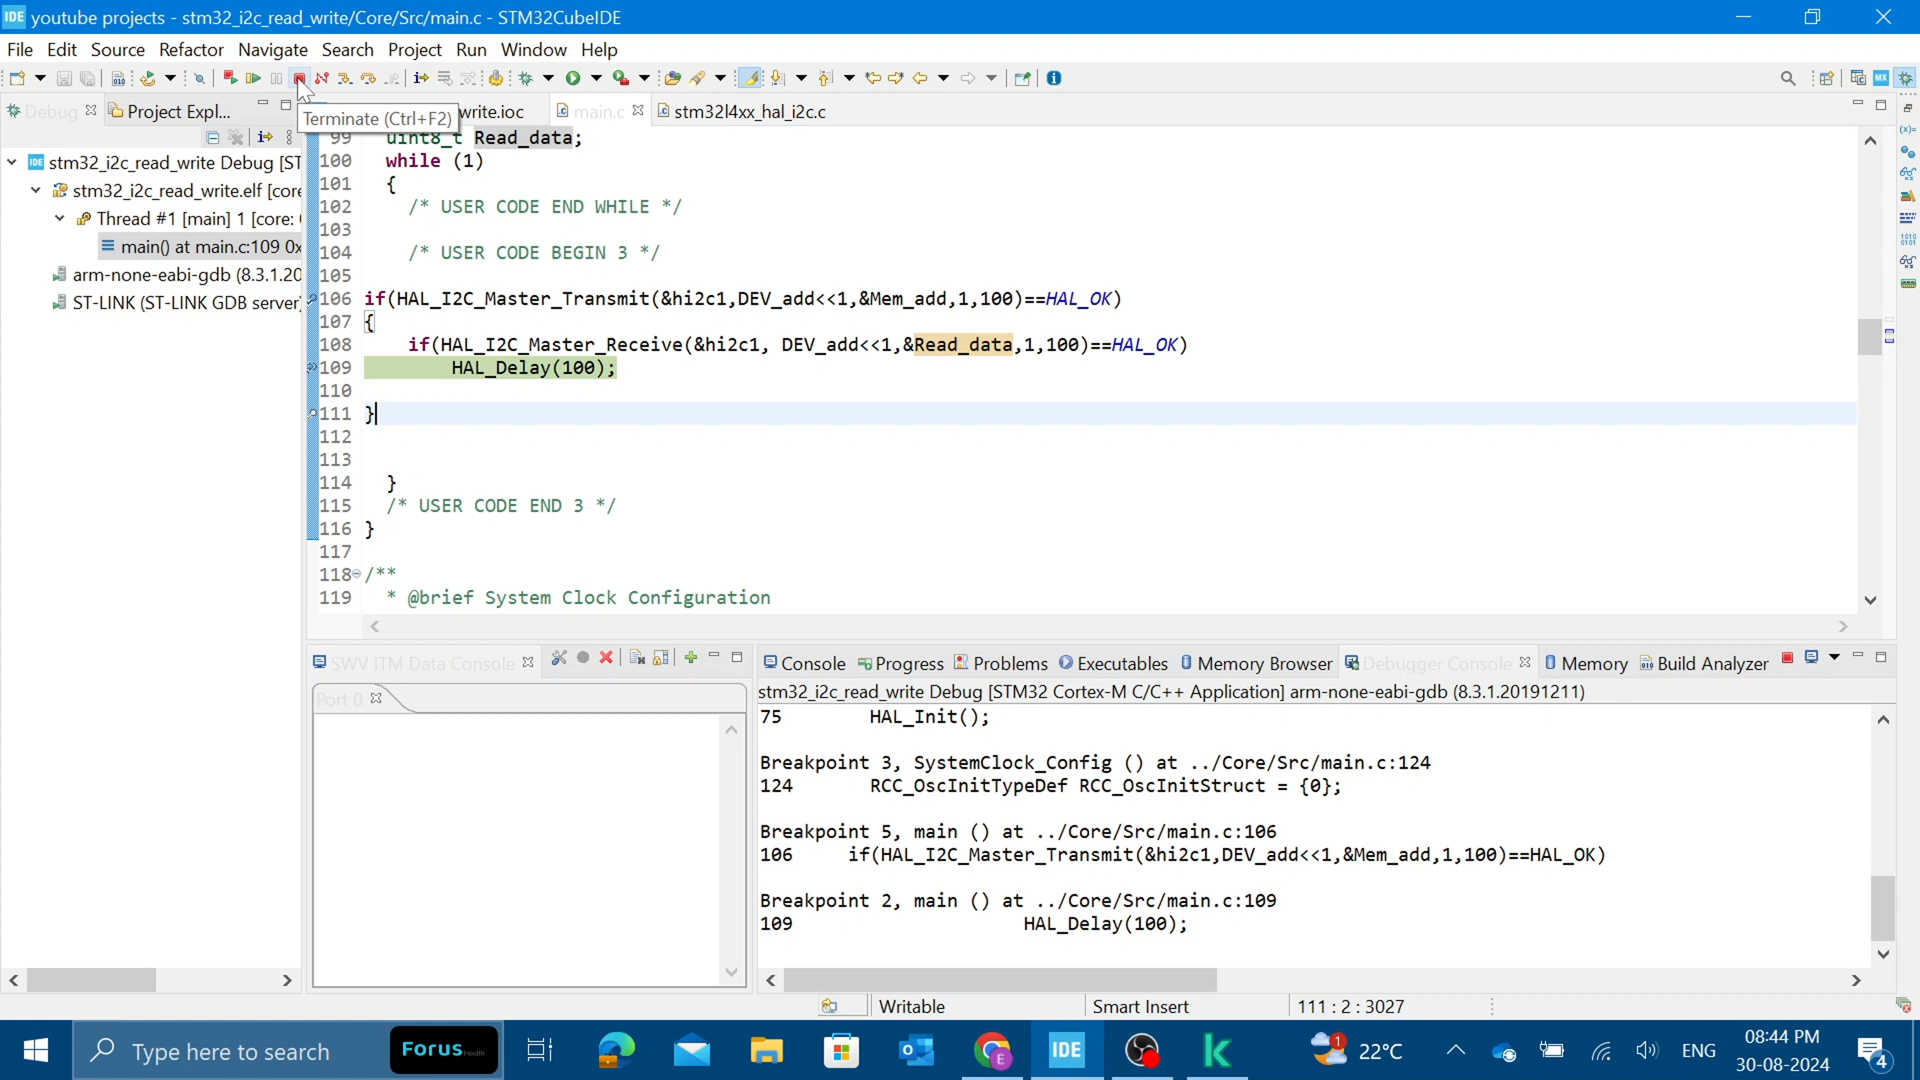 IDE youtube projects - stm32_i2c_read_write/Core/Src/main.c - STM32CubeIDE
File Edit Source Refactor Navigate Search Project Run Window Help
Debug Project Expl... write.ioc main.c stm32l4xx_hal_i2c.c
Terminate (Ctrl+F2)
stm32_i2c_read_write Debug [ST
stm32_i2c_read_write.elf [core
Thread #1 [main] 1 [core:
main() at main.c:109 0x
arm-none-eabi-gdb (8.3.1.20
ST-LINK (ST-LINK GDB server)
99 uint8_t Read_data;
100 while (1)
101 {
102 /* USER CODE END WHILE */
103
104 /* USER CODE BEGIN 3 */
105
106 if(HAL_I2C_Master_Transmit(&hi2c1,DEV_add<<1,&Mem_add,1,100)==HAL_OK)
107 {
108 if(HAL_I2C_Master_Receive(&hi2c1, DEV_add<<1,&Read_data,1,100)==HAL_OK)
109 HAL_Delay(100);
110
111 }
112
113
114 }
115 /* USER CODE END 3 */
116 }
117
118 /**
119 * @brief System Clock Configuration
SWV ITM Data Console
Port 0
Console Progress Problems Executables Memory Browser Debugger Console Memory Build Analyzer
stm32_i2c_read_write Debug [STM32 Cortex-M C/C++ Application] arm-none-eabi-gdb (8.3.1.20191211)
75 HAL_Init();
Breakpoint 3, SystemClock_Config () at ../Core/Src/main.c:124
124 RCC_OscInitTypeDef RCC_OscInitStruct = {0};
Breakpoint 5, main () at ../Core/Src/main.c:106
106 if(HAL_I2C_Master_Transmit(&hi2c1,DEV_add<<1,&Mem_add,1,100)==HAL_OK)
Breakpoint 2, main () at ../Core/Src/main.c:109
109 HAL_Delay(100);
Writable Smart Insert 111 : 2 : 3027
Type here to search Forus Health IDE 1 22°C ENG 08:44 PM
30-08-2024 4